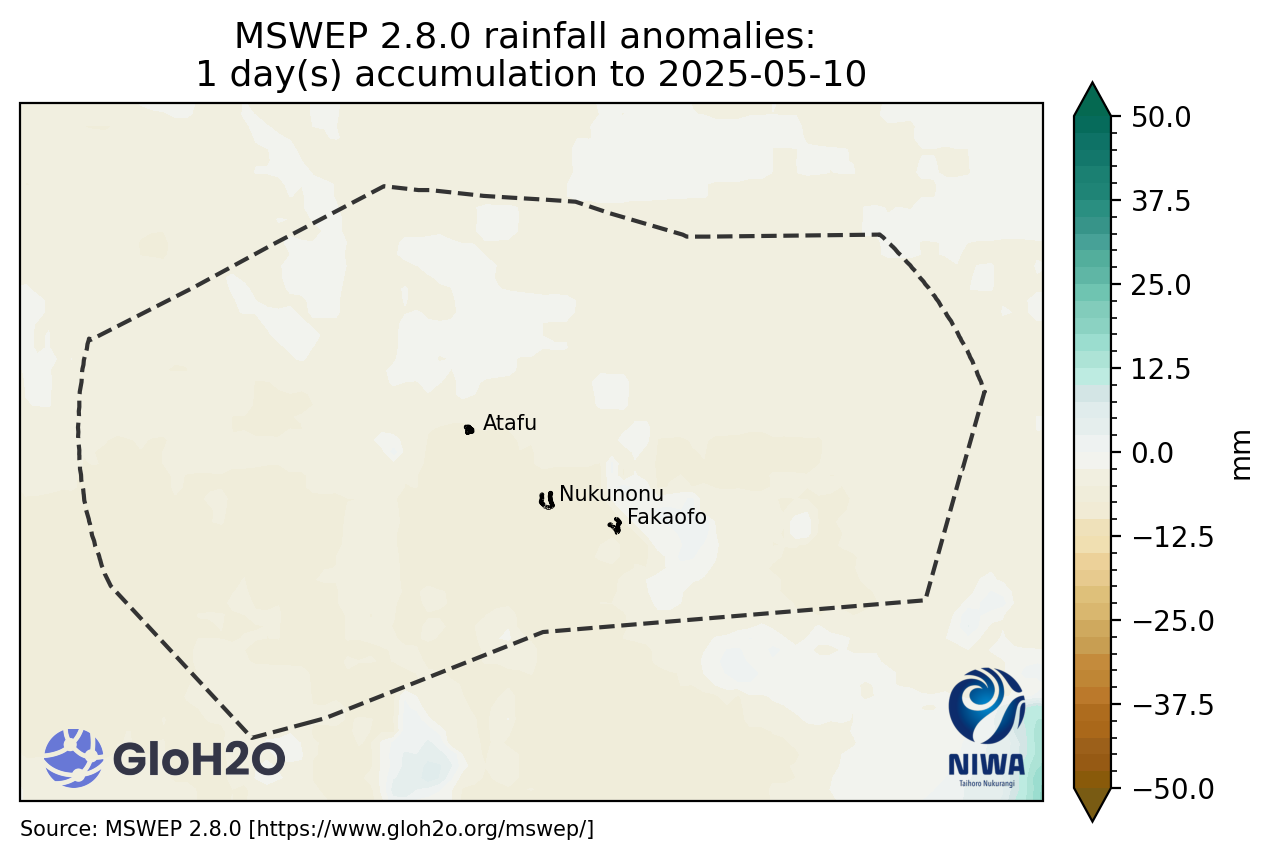 MSWEP 2.8.0 rainfall anomalies:
1 day(s) accumulation to 2025-05-10
50.0
37.5
25.0
12.5
0.0
−12.5
−25.0
−37.5
−50.0
mm
Atafu
Nukunonu
Fakaofo
GloH2O
NIWA
Taihoro Nukurangi
Source: MSWEP 2.8.0 [https://www.gloh2o.org/mswep/]